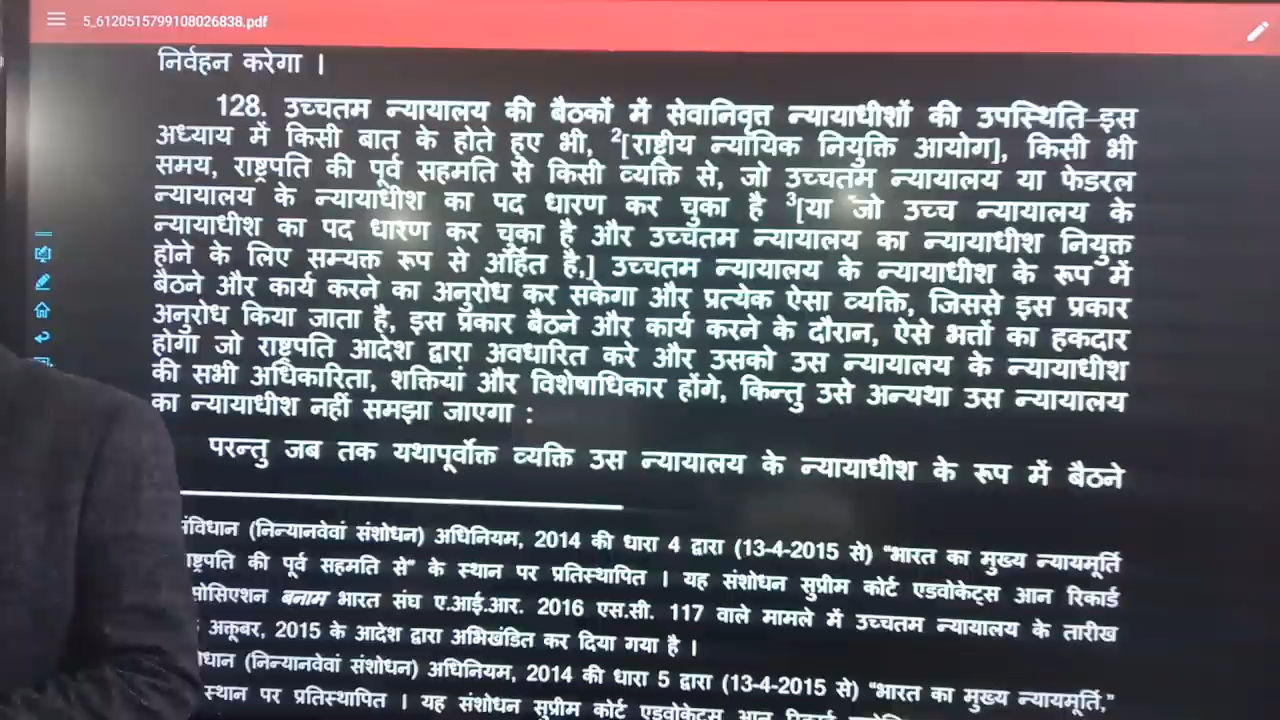 5_6120515799108026838.pdf
निर्वहन करेगा ।
128. उच्चतम न्यायालय की बैठकों में सेवानिवृत्त न्यायाधीशों की उपस्थिति–इस
अध्याय में किसी बात के होते हुए भी, 2[राष्ट्रीय न्यायिक नियुक्ति आयोग], किसी भी
समय, राष्ट्रपति की पूर्व सहमति से किसी व्यक्ति से, जो उच्चतम न्यायालय या फेडरल
न्यायालय के न्यायाधीश का पद धारण कर चुका है 3[या जो उच्च न्यायालय के
न्यायाधीश का पद धारण कर चुका है और उच्चतम न्यायालय का न्यायाधीश नियुक्त
होने के लिए सम्यक्त रूप से अर्हित है,] उच्चतम न्यायालय के न्यायाधीश के रूप में
बैठने और कार्य करने का अनुरोध कर सकेगा और प्रत्येक ऐसा व्यक्ति, जिससे इस प्रकार
अनुरोध किया जाता है, इस प्रकार बैठने और कार्य करने के दौरान, ऐसे भत्तों का हकदार
होगा जो राष्ट्रपति आदेश द्वारा अवधारित करे और उसको उस न्यायालय के न्यायाधीश
की सभी अधिकारिता, शक्तियां और विशेषाधिकार होंगे, किन्तु उसे अन्यथा उस न्यायालय
का न्यायाधीश नहीं समझा जाएगा :
परन्तु जब तक यथापूर्वोक्त व्यक्ति उस न्यायालय के न्यायाधीश के रूप में बैठने
संविधान (निन्यानवेवां संशोधन) अधिनियम, 2014 की धारा 4 द्वारा (13-4-2015 से) “भारत का मुख्य न्यायमूर्ति
राष्ट्रपति की पूर्व सहमति से” के स्थान पर प्रतिस्थापित । यह संशोधन सुप्रीम कोर्ट एडवोकेट्स आन रिकार्ड
सोसिएशन बनाम भारत संघ ए.आई.आर. 2016 एस.सी. 117 वाले मामले में उच्चतम न्यायालय के तारीख
अक्तूबर, 2015 के आदेश द्वारा अभिखंडित कर दिया गया है ।
विधान (निन्यानवेवां संशोधन) अधिनियम, 2014 की धारा 5 द्वारा (13-4-2015 से) “भारत का मुख्य न्यायमूर्ति,”
स्थान पर प्रतिस्थापित । यह संशोधन सुप्रीम कोर्ट एडवोकेट्स आन रिकार्ड